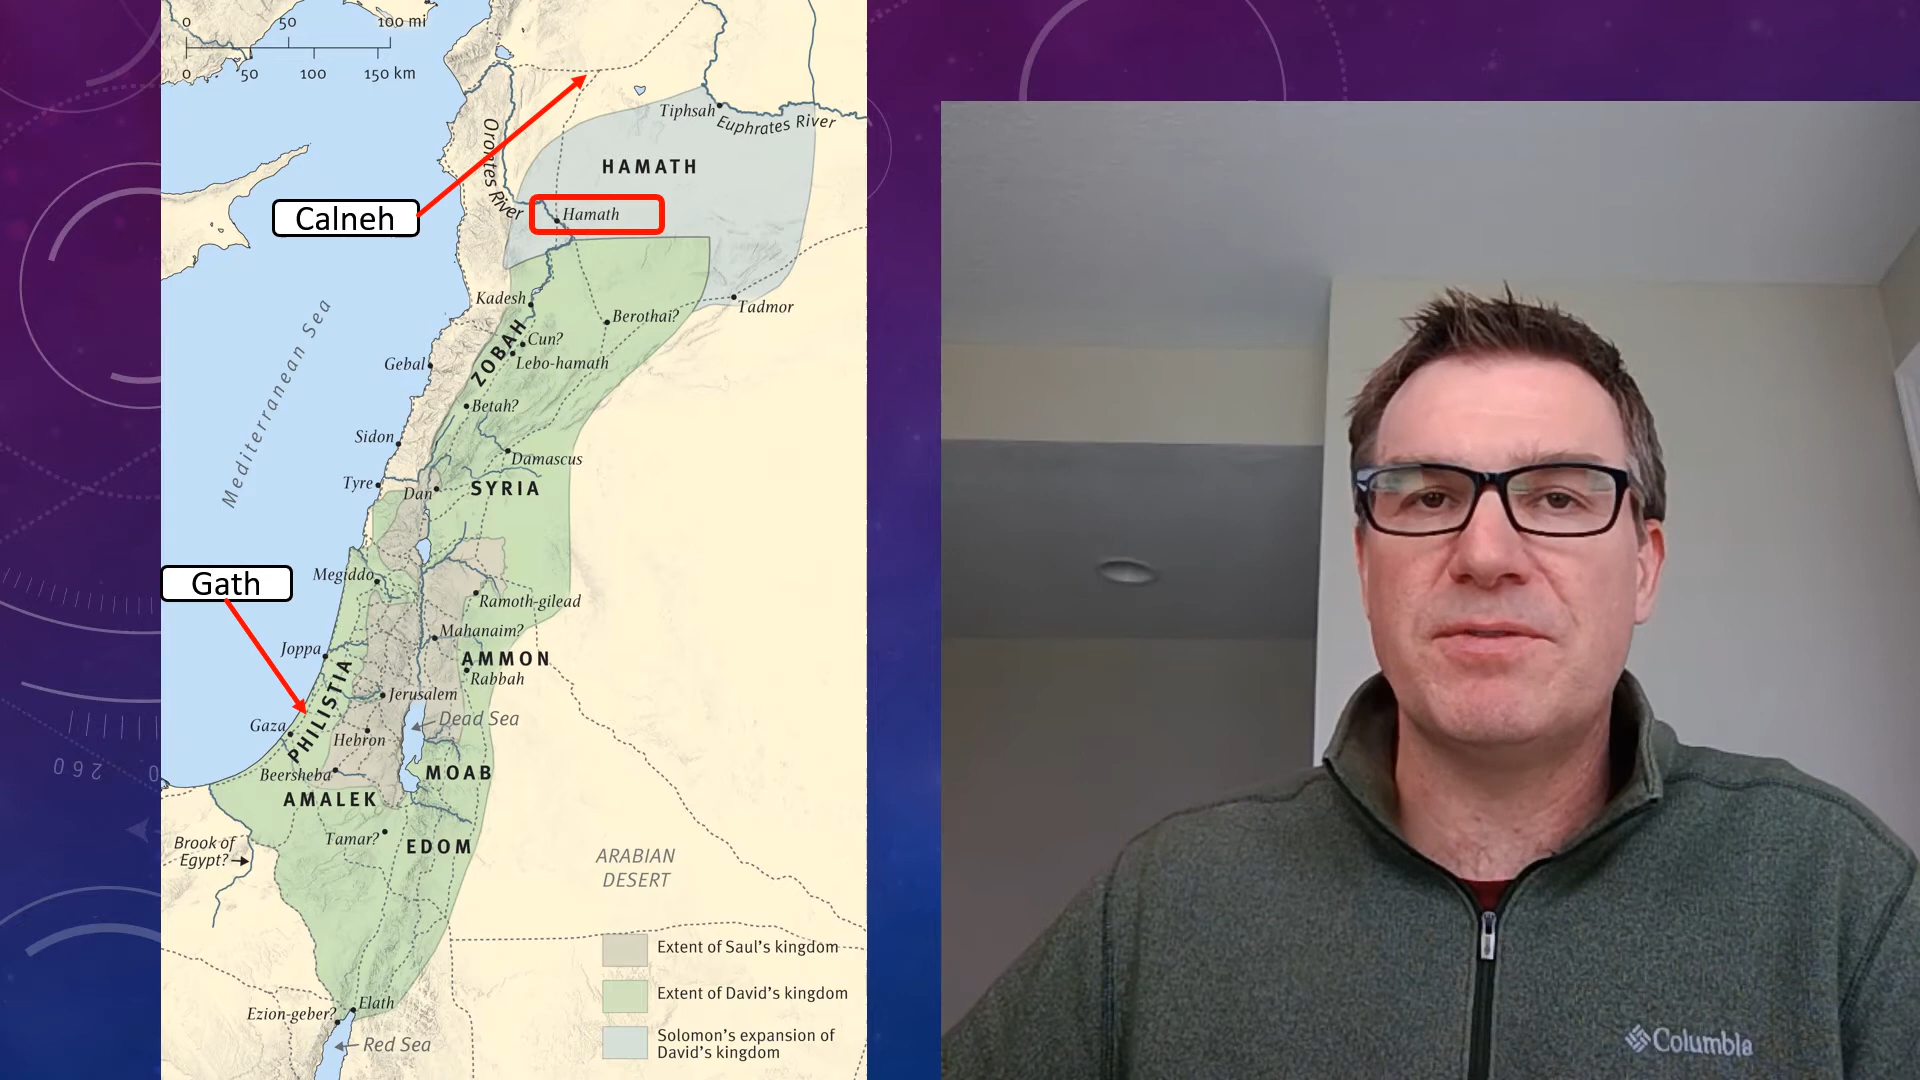 0 50 100 mi
0 50 100 150 km
Tiphsah
Euphrates River
Orontes River
HAMATH
Calneh
Hamath
Kadesh
Tadmor
Berothai?
ZOBAH
Cun?
Lebo-hamath
Gebal
Mediterranean Sea
Betah?
Sidon
Damascus
Tyre
Dan
SYRIA
Gath
Megiddo
Ramoth-gilead
Mahanaim?
Joppa
PHILISTIA
AMMON
Rabbah
Jerusalem
Gaza
Dead Sea
Hebron
Beersheba
MOAB
AMALEK
Tamar?
EDOM
Brook of
Egypt?
ARABIAN
DESERT
Extent of Saul's kingdom
Extent of David's kingdom
Elath
Ezion-geber?
Red Sea
Solomon's expansion of
David's kingdom
260
0
Columbia